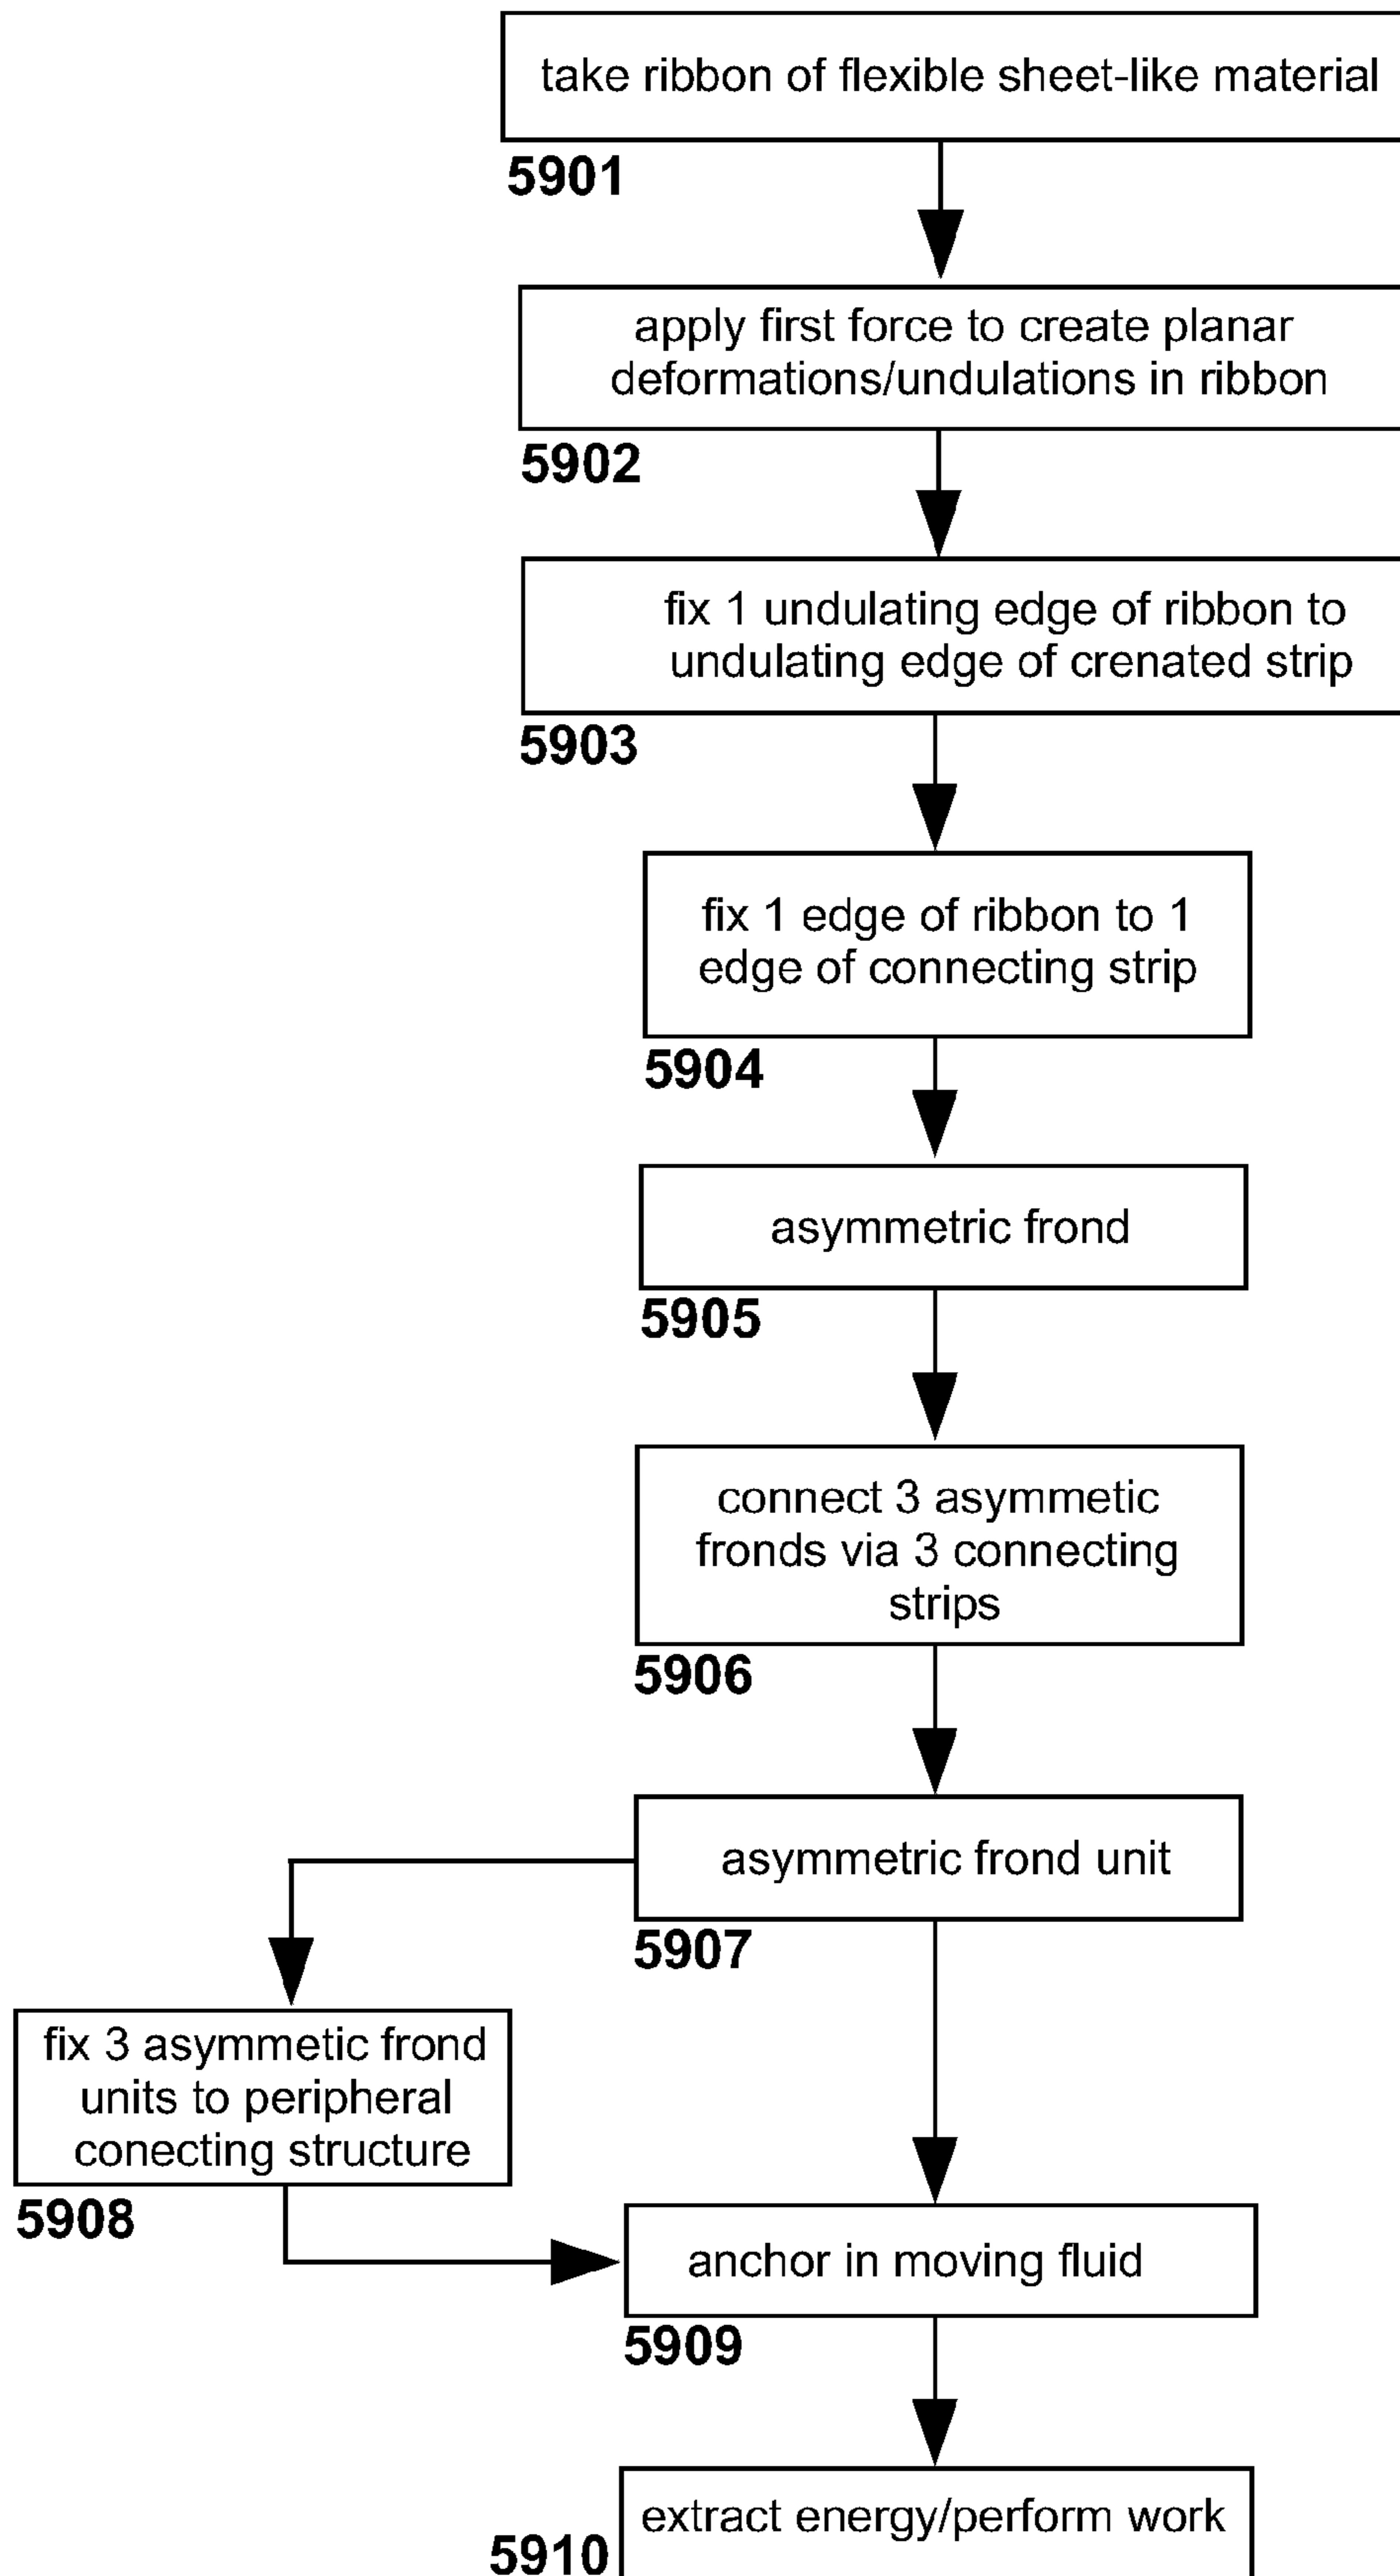 take ribbon of flexible sheet-like material
5901
apply first force to create planar
deformations/undulations in ribbon
5902
fix 1 undulating edge of ribbon to
undulating edge of crenated strip
5903
fix 1 edge of ribbon to 1
edge of connecting strip
5904
asymmetric frond
5905
connect 3 asymmetic
fronds via 3 connecting
strips
5906
asymmetric frond unit
5907
fix 3 asymmetic frond
units to peripheral
conecting structure
5908
anchor in moving fluid
5909
extract energy/perform work
5910